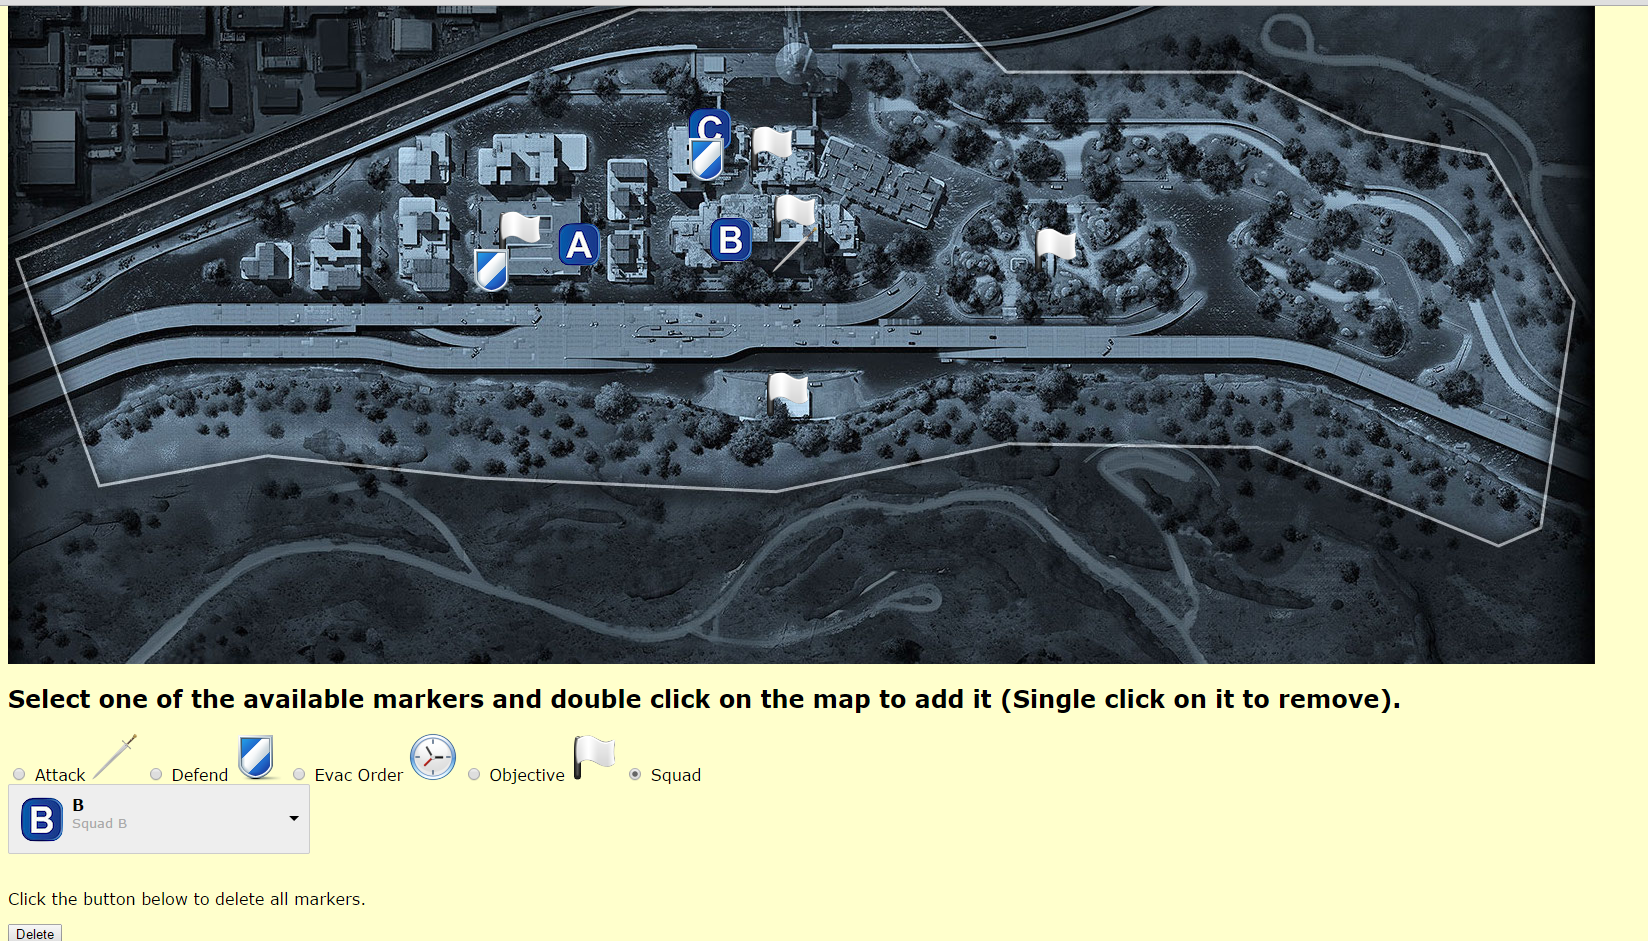 C
A
B
Select one of the available markers and double click on the map to add it (Single click on it to remove).
Attack Defend Evac Order Objective Squad
B B
Squad B
Click the button below to delete all markers.
Delete